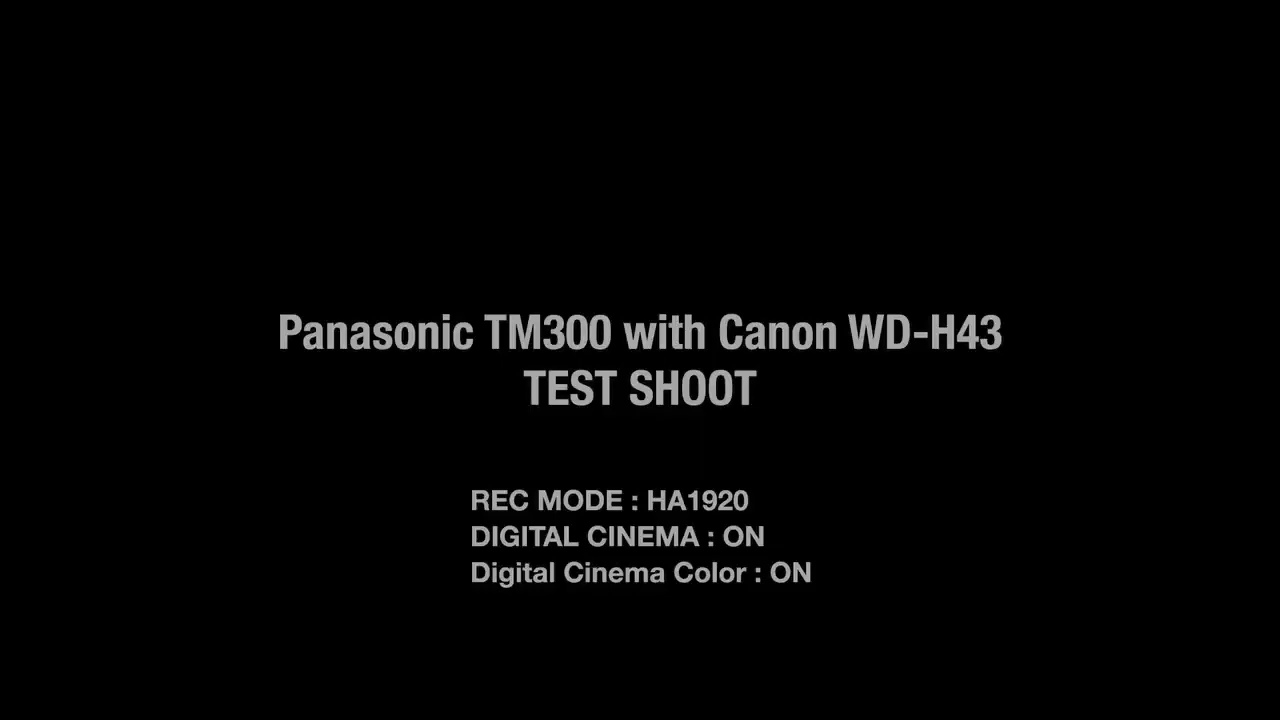 Panasonic TM300 with Canon WD-H43
TEST SHOOT
REC MODE : HA1920
DIGITAL CINEMA : ON
Digital Cinema Color : ON